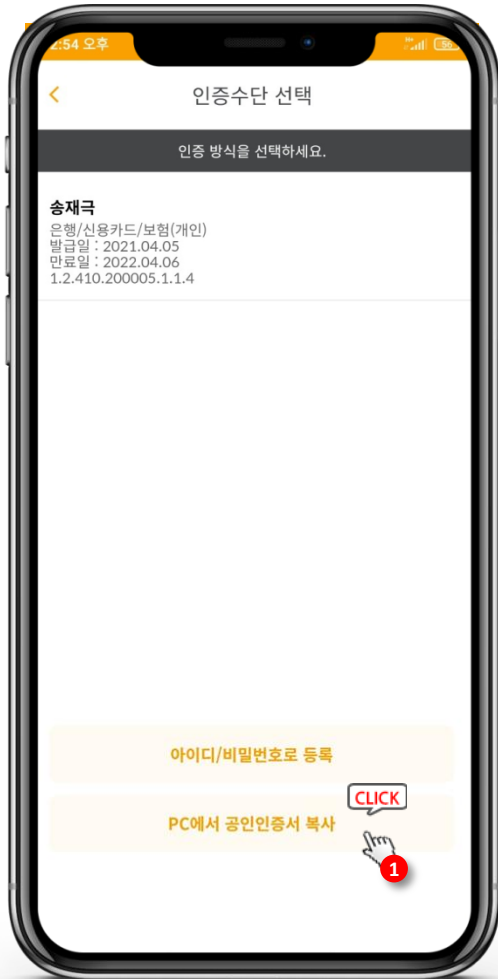 2:54 오후
56
인증수단 선택
인증 방식을 선택하세요.
송재극
은행/신용카드/보험(개인)
발급일 : 2021.04.05
만료일 : 2022.04.06
1.2.410.200005.1.1.4
아이디/비밀번호로 등록
CLICK
PC에서 공인인증서 복사
1